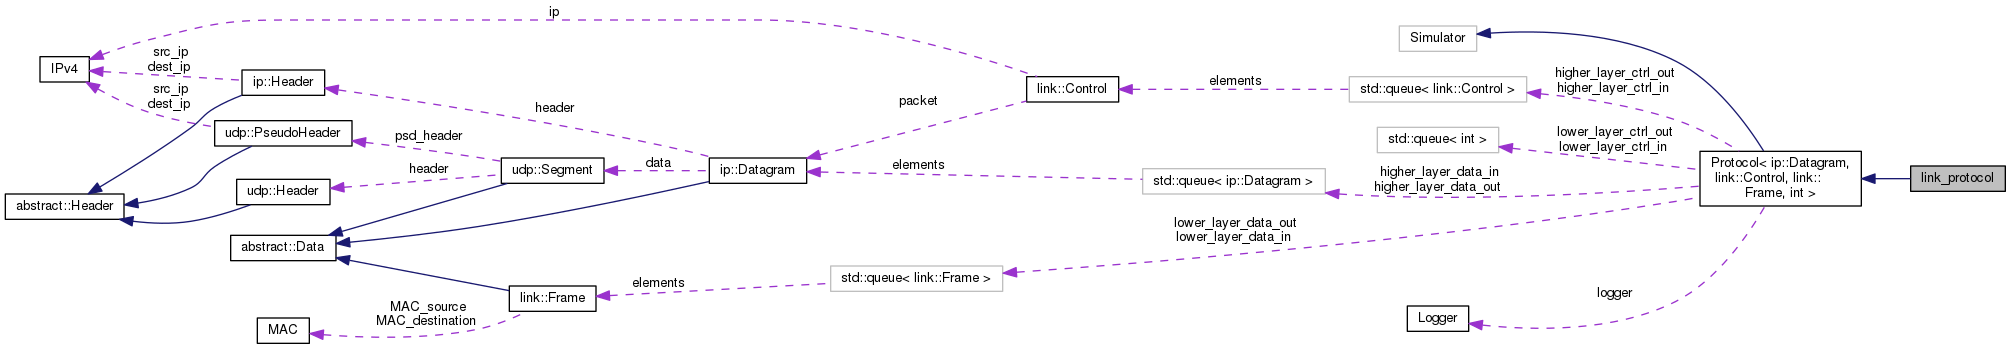 ip
Simulator
src_ip
dest_ip
IPv4
ip::Header
src_ip
dest_ip
header
packet
link::Control
elements
std::queue< link::Control >
higher_layer_ctrl_out
higher_layer_ctrl_in
udp::PseudoHeader
psd_header
std::queue< int >
lower_layer_ctrl_out
lower_layer_ctrl_in
header
udp::Segment
data
ip::Datagram
elements
std::queue< ip::Datagram >
higher_layer_data_in
higher_layer_data_out
Protocol< ip::Datagram,
link::Control, link::
Frame, int >
link_protocol
udp::Header
abstract::Header
lower_layer_data_out
lower_layer_data_in
abstract::Data
std::queue< link::Frame >
elements
link::Frame
logger
MAC_source
MAC_destination
MAC
Logger